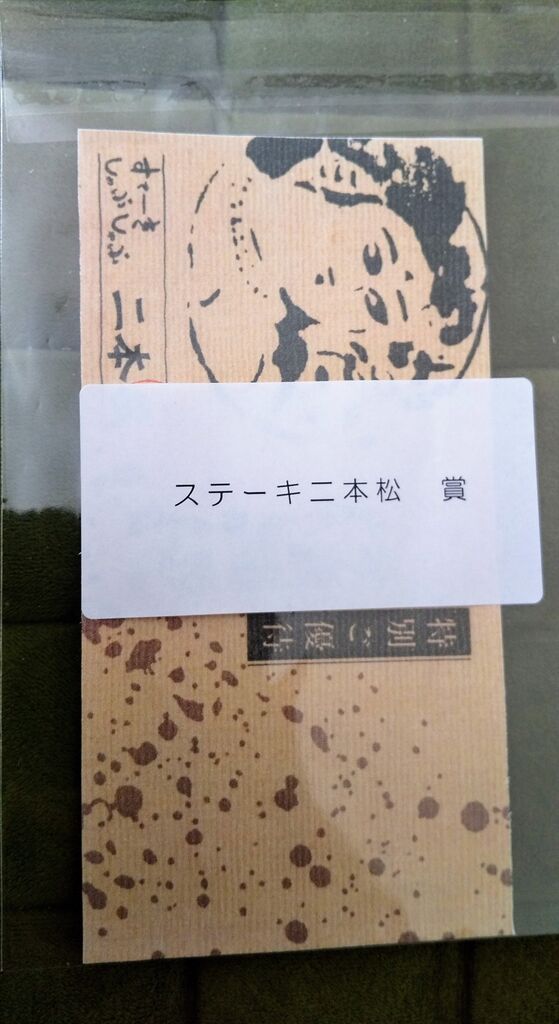 すてーき
しゃぶしゃぶ
二本
ステーキ二本松　賞
特別ご優待